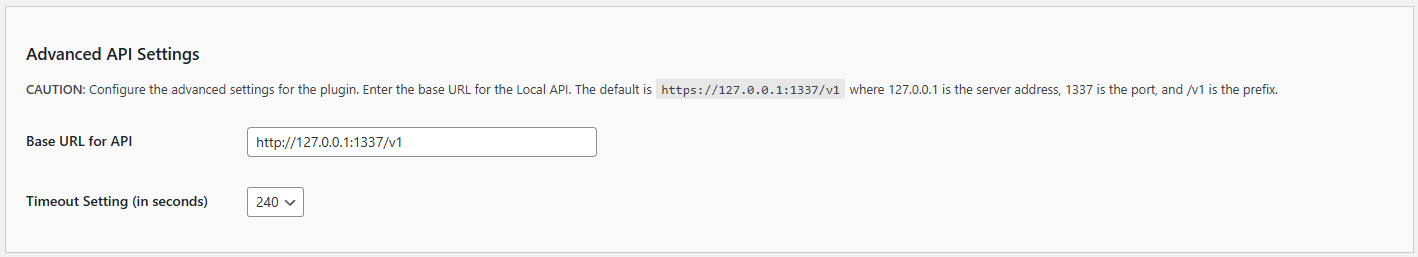 Advanced API Settings
CAUTION: Configure the advanced settings for the plugin. Enter the base URL for the Local API. The default is https://127.0.0.1:1337/v1 where 127.0.0.1 is the server address, 1337 is the port, and /v1 is the prefix.
Base URL for API http://127.0.0.1:1337/v1
Timeout Setting (in seconds) 240